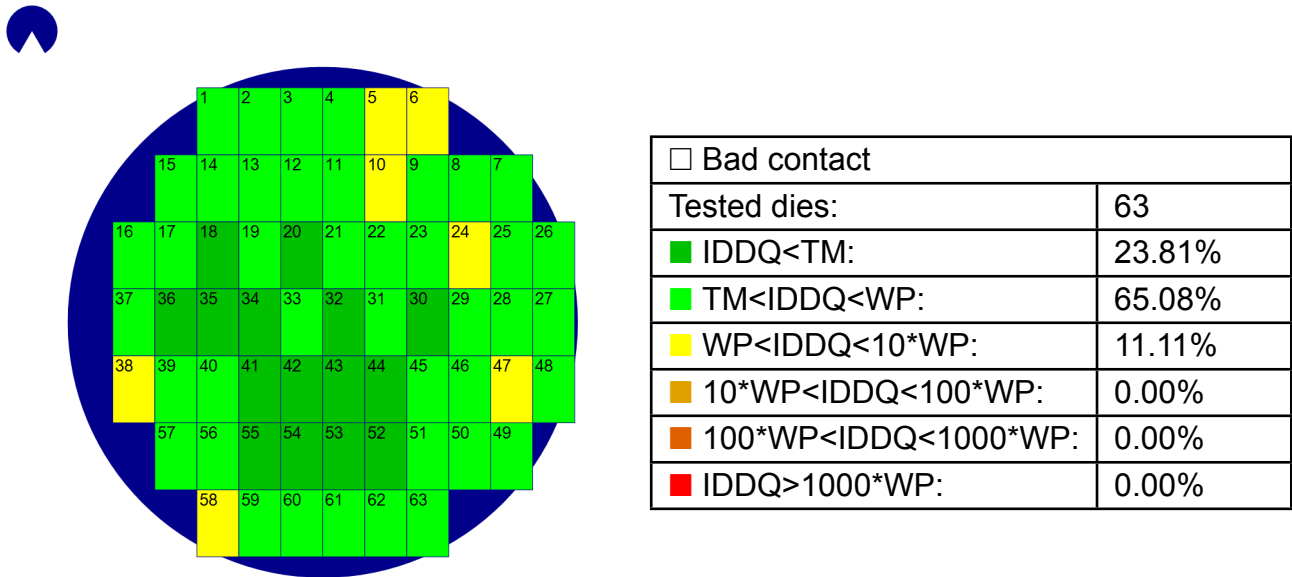 1 2 3 4 5 6
15 14 13 12 11 10 9 8 7
16 17 18 19 20 21 22 23 24 25 26
37 36 35 34 33 32 31 30 29 28 27
38 39 40 41 42 43 44 45 46 47 48
57 56 55 54 53 52 51 50 49
58 59 60 61 62 63
☐ Bad contact
Tested dies: 63
IDDQ<TM: 23.81%
TM<IDDQ<WP: 65.08%
WP<IDDQ<10*WP: 11.11%
10*WP<IDDQ<100*WP: 0.00%
100*WP<IDDQ<1000*WP: 0.00%
IDDQ>1000*WP: 0.00%